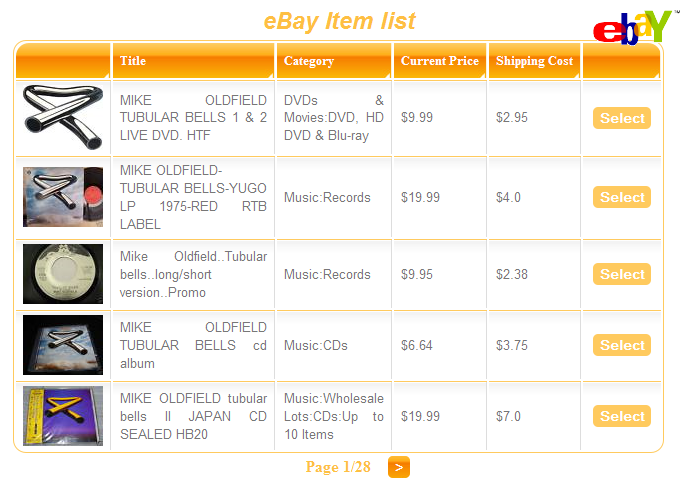 eBay Item list
ebaY™
Title Category Current Price Shipping Cost
MIKE OLDFIELD TUBULAR BELLS 1 & 2 LIVE DVD. HTF
DVDs & Movies:DVD, HD DVD & Blu-ray
$9.99 $2.95 Select
MIKE OLDFIELD-TUBULAR BELLS-YUGO LP 1975-RED RTB LABEL
Music:Records
$19.99 $4.0 Select
Mike Oldfield..Tubular bells..long/short version..Promo
Music:Records
$9.95 $2.38 Select
MIKE OLDFIELD TUBULAR BELLS cd album
Music:CDs
$6.64 $3.75 Select
MIKE OLDFIELD tubular bells II JAPAN CD SEALED HB20
Music:Wholesale Lots:CDs:Up to 10 Items
$19.99 $7.0 Select
Page 1/28 >